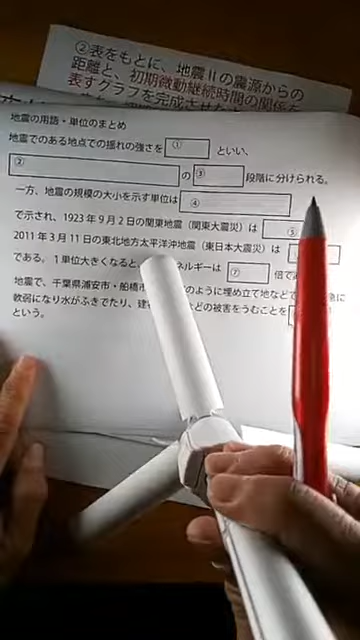 ②表をもとに、地震Ⅱの震源からの
距離と、初期微動継続時間の関係を
表すグラフを完成させなさ
地震の用語・単位のまとめ
地震でのある地点での揺れの強さを ① といい、
② の ③ 段階に分けられる。
一方、地震の規模の大小を示す単位は ④
で示され、1923年9月2日の関東地震（関東大震災）は ⑤
2011年3月11日の東北地方太平洋沖地震（東日本大震災）は
である。1単位大きくなると、 ネルギーは ⑦ 倍で
地震で、千葉県浦安市・船橋市 のように埋め立て地など 急に
軟弱になり水がふきでたり、建 などの被害をうむことを
という。